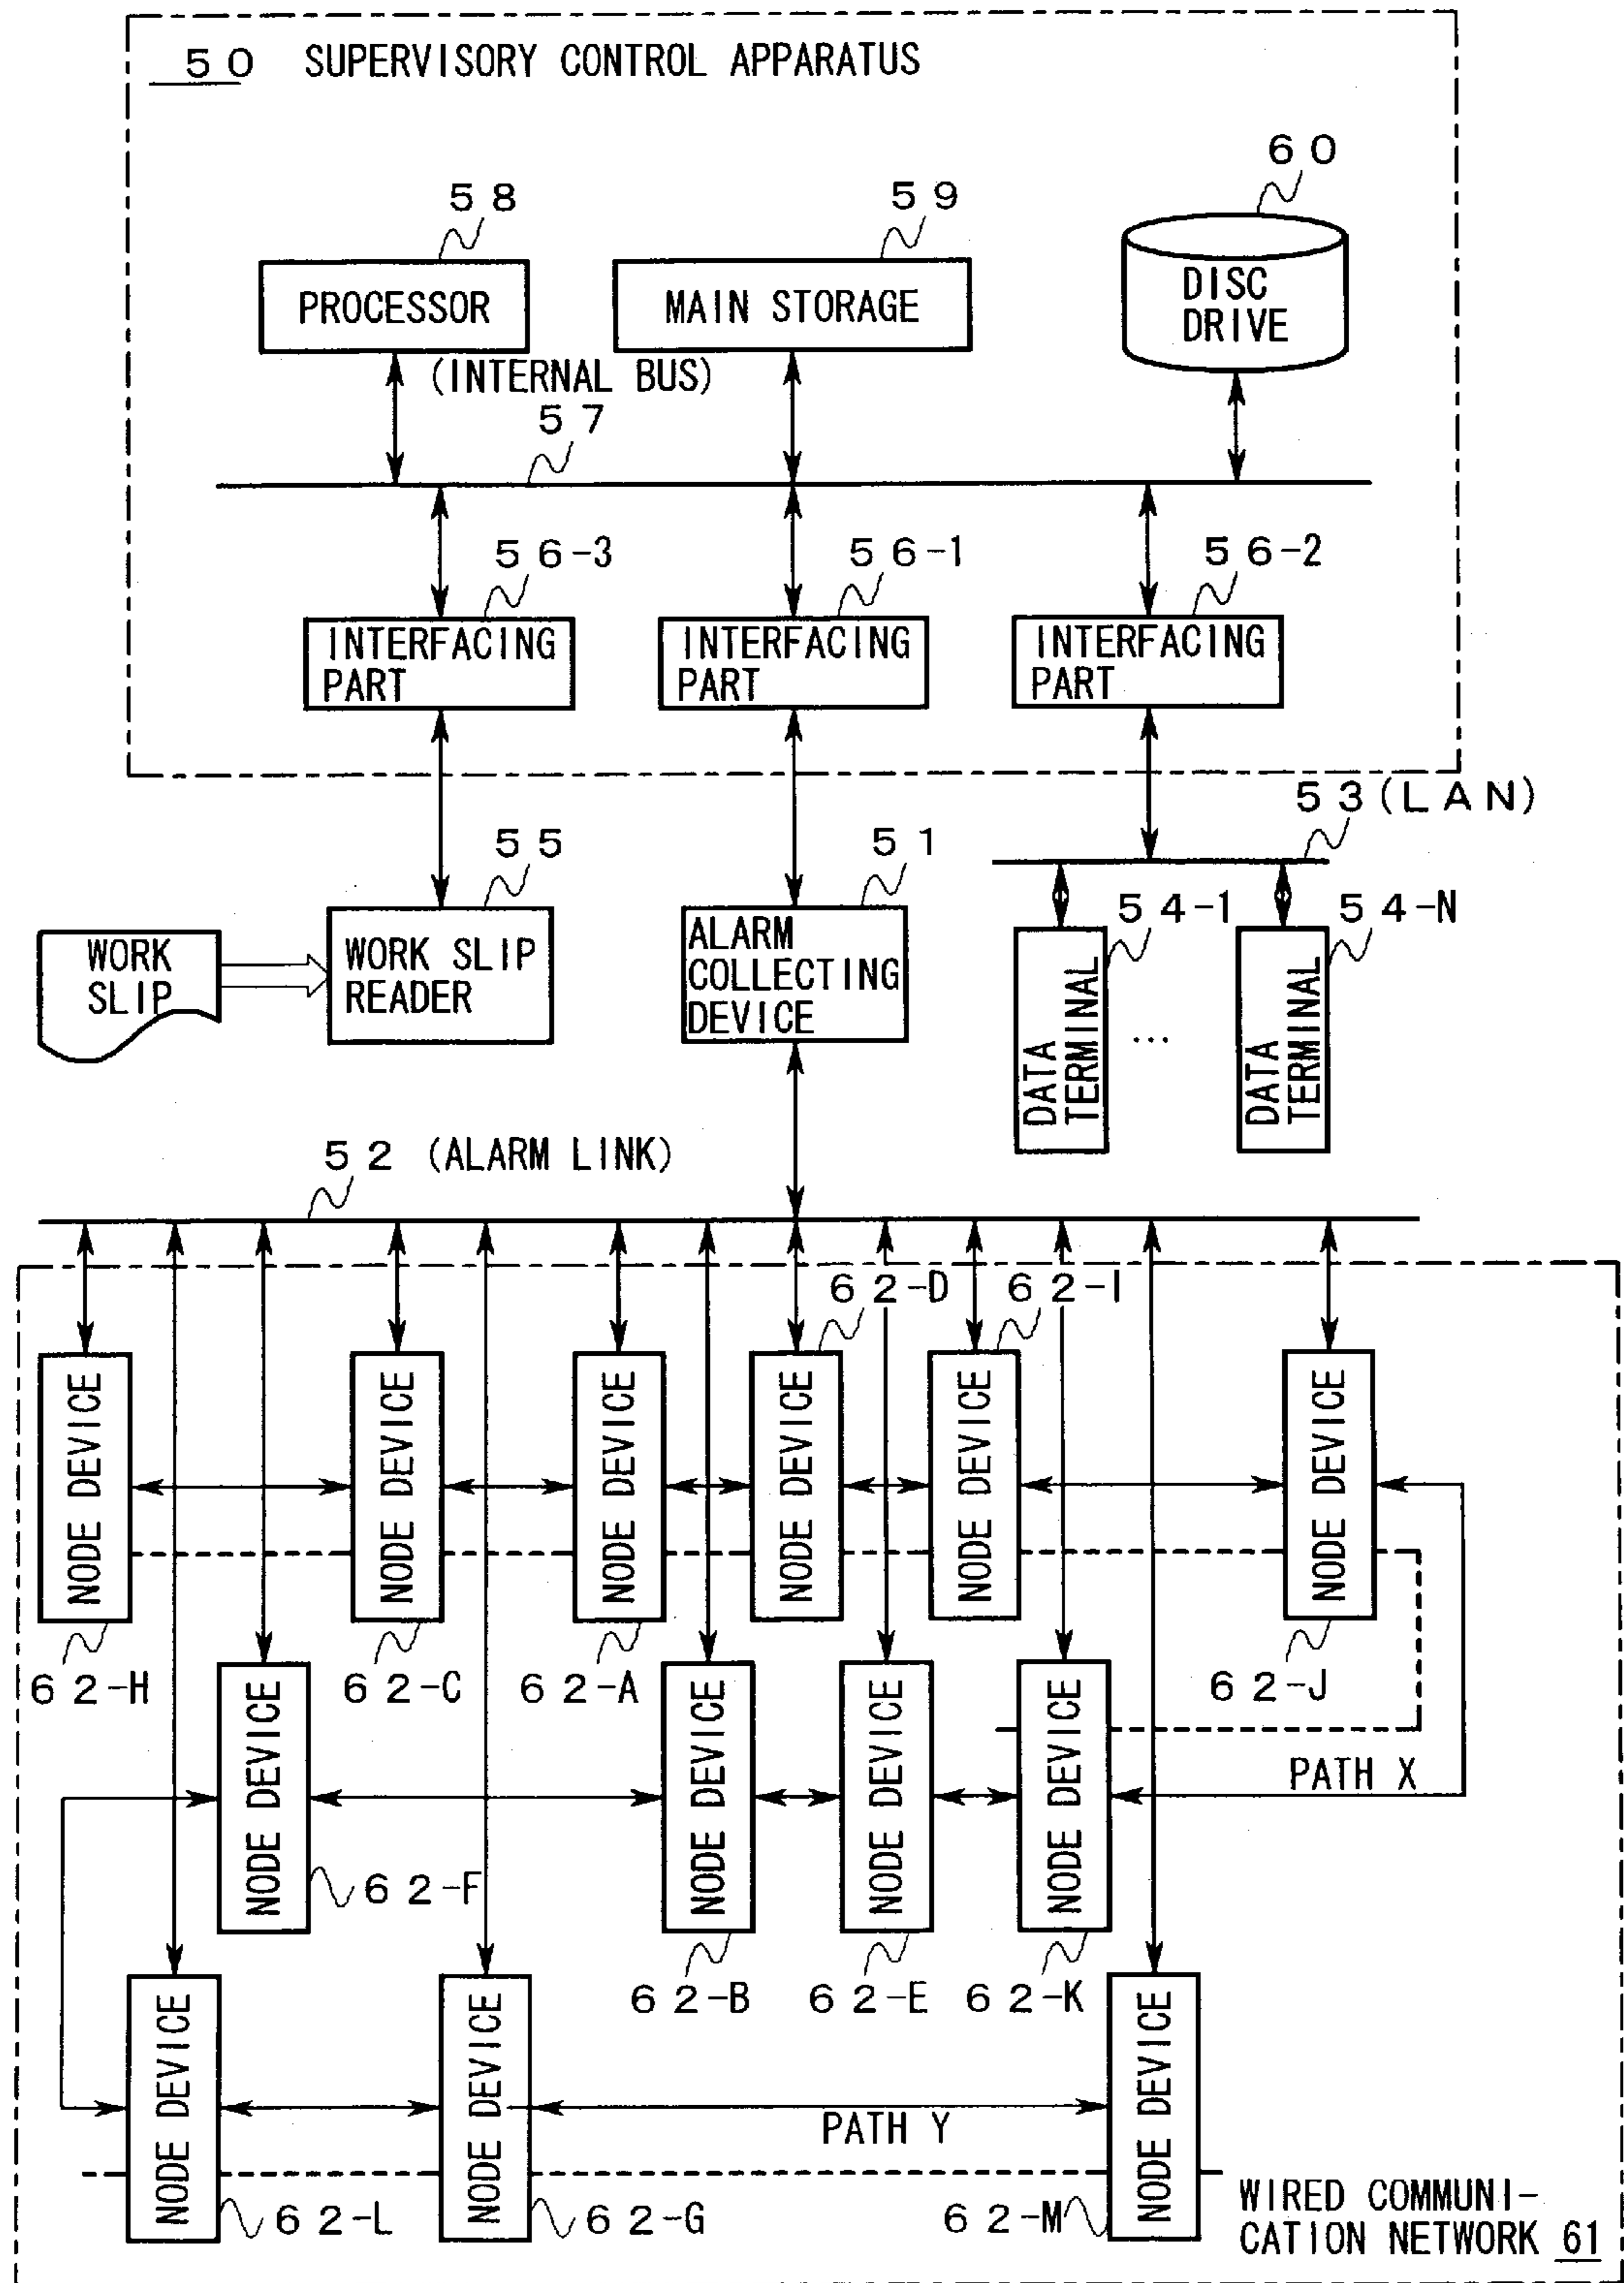 50 SUPERVISORY CONTROL APPARATUS
60
58
59
PROCESSOR
MAIN STORAGE
DISC
DRIVE
(INTERNAL BUS)
57
56-3
56-1
56-2
INTERFACING
PART
INTERFACING
PART
INTERFACING
PART
53 (LAN)
55
51
54-1
54-N
WORK
SLIP
WORK SLIP
READER
ALARM
COLLECTING
DEVICE
DATA
TERMINAL
...
DATA
TERMINAL
52 (ALARM LINK)
62-D
62-I
NODE DEVICE
NODE DEVICE
NODE DEVICE
NODE DEVICE
NODE DEVICE
NODE DEVICE
62-H
62-C
62-A
62-J
NODE DEVICE
NODE DEVICE
NODE DEVICE
NODE DEVICE
PATH X
62-F
62-B
62-E
62-K
NODE DEVICE
NODE DEVICE
NODE DEVICE
PATH Y
62-L
62-G
62-M
WIRED COMMUNI-
CATION NETWORK 61